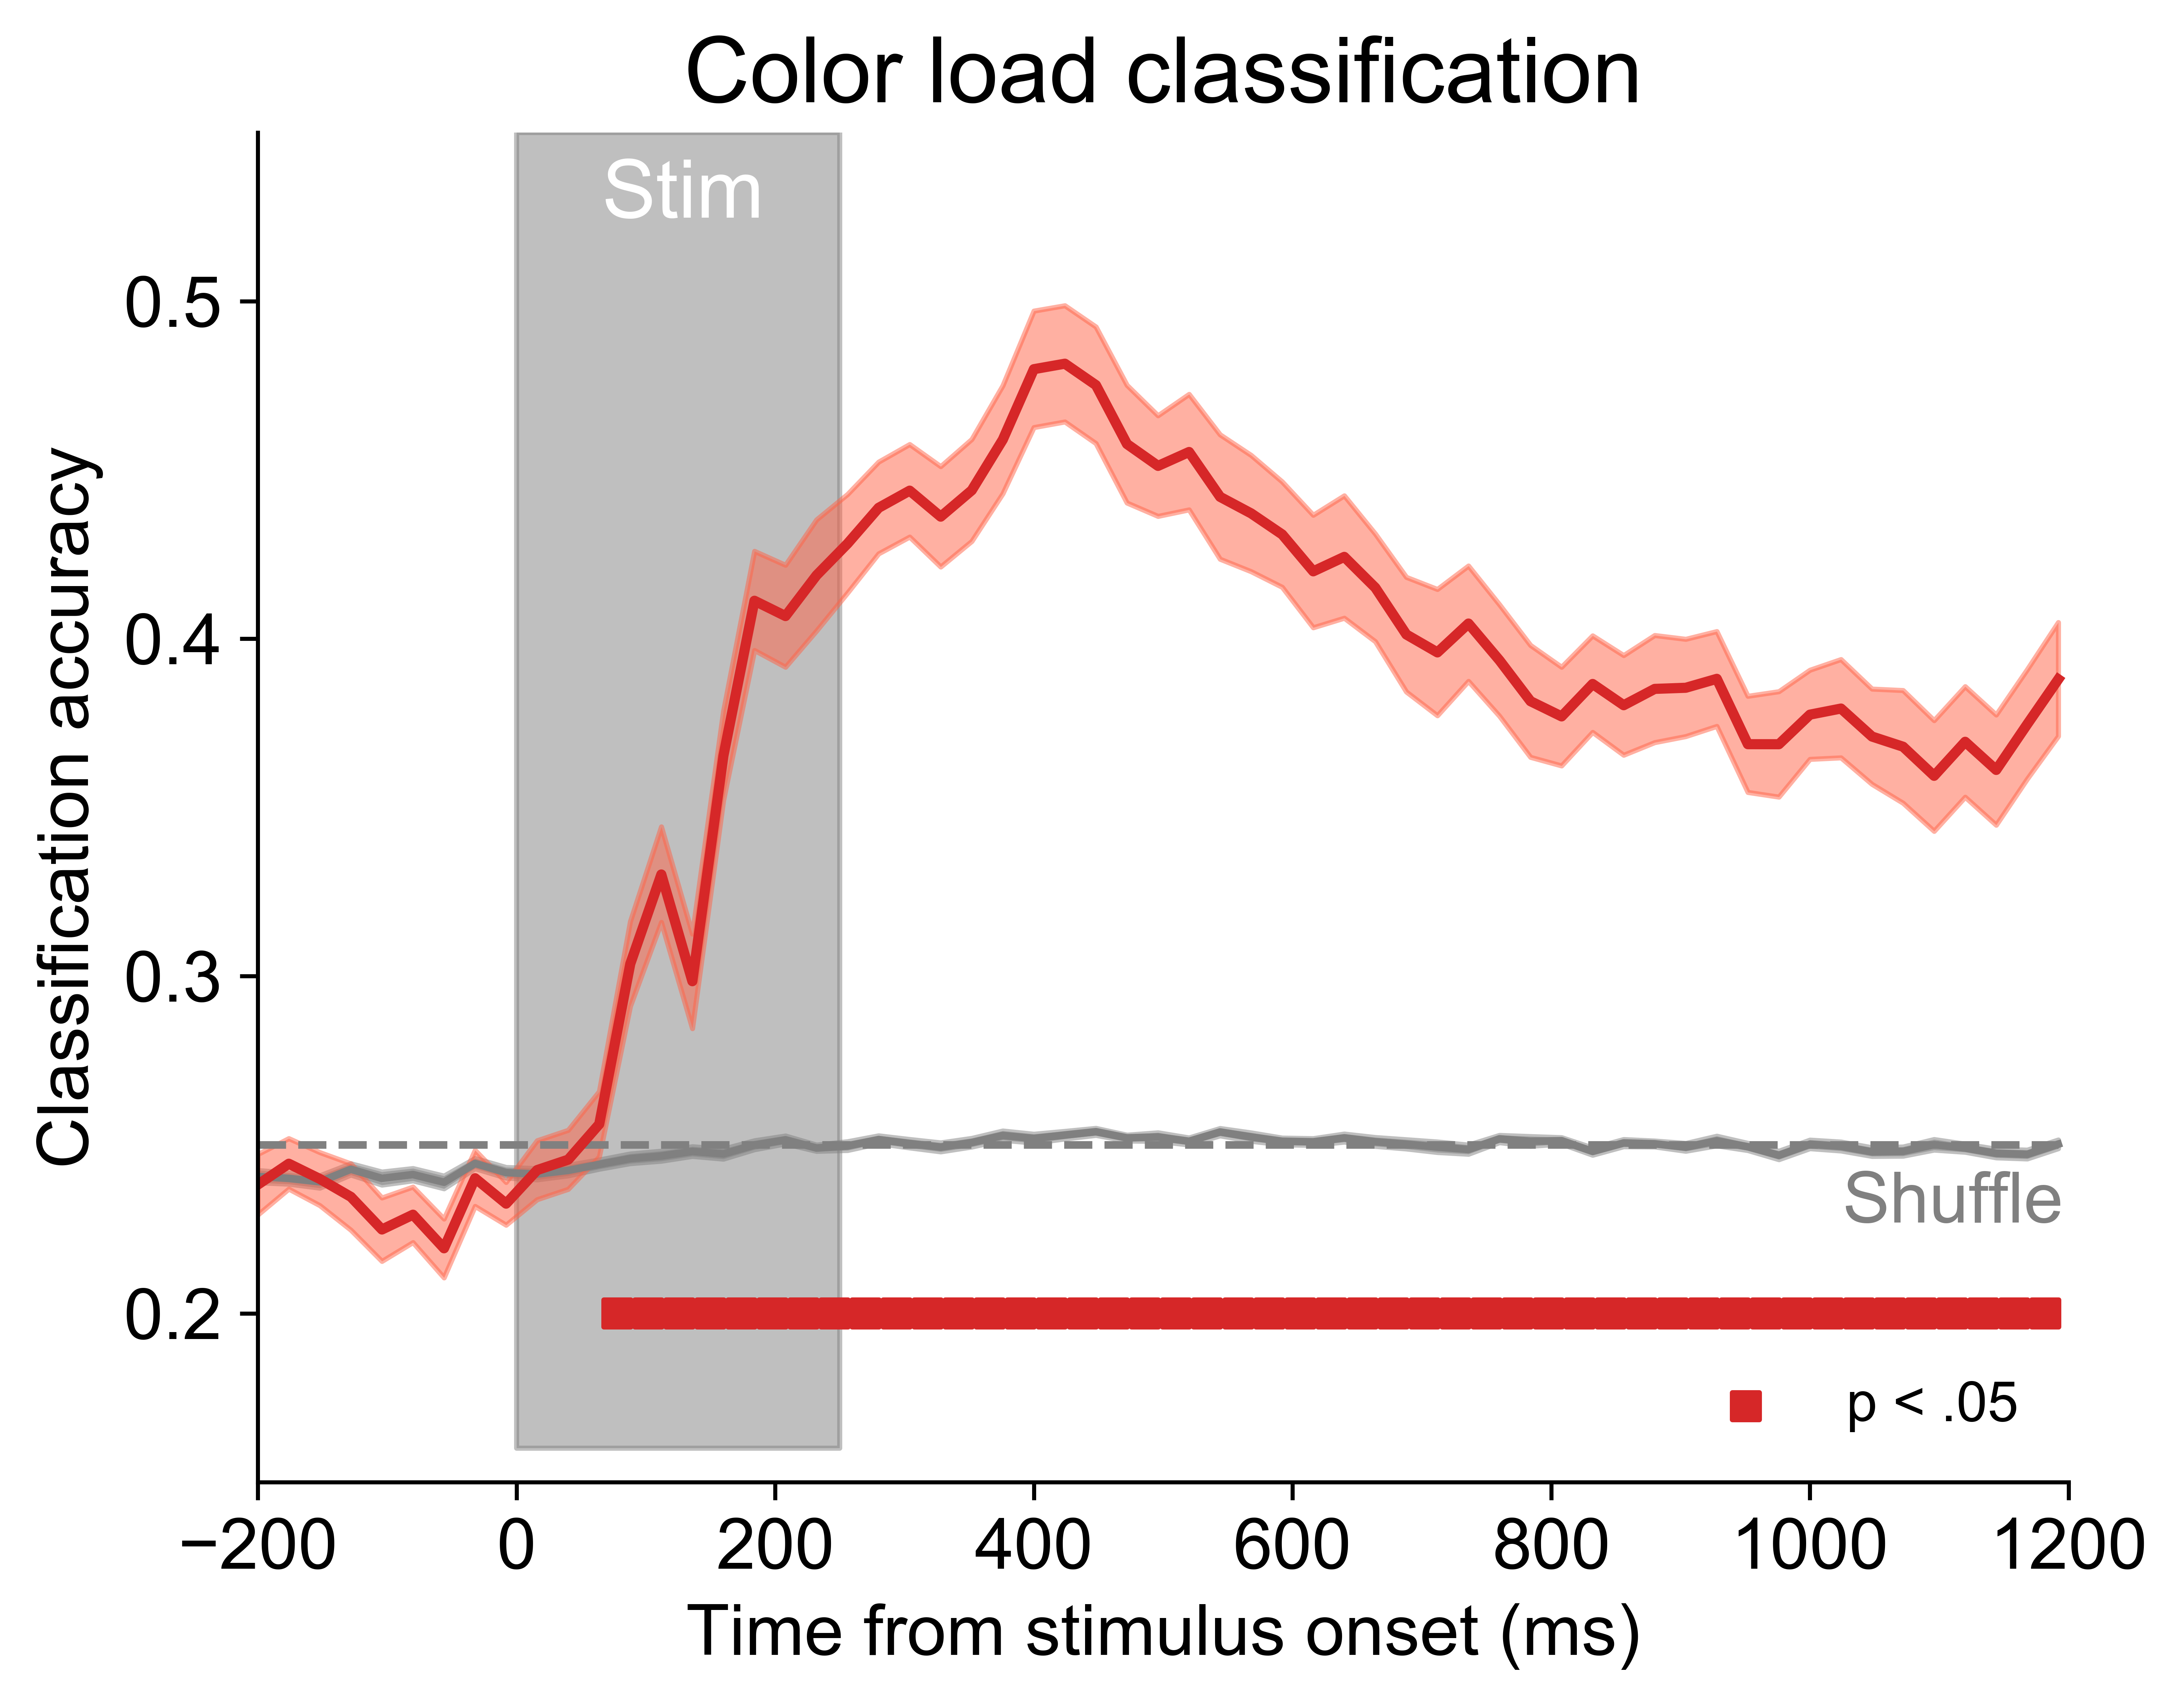 Color load classification
Stim
0.5
0.4
0.3
0.2
Classification accuracy
Shuffle
p < .05
−200 0 200 400 600 800 1000 1200
Time from stimulus onset (ms)